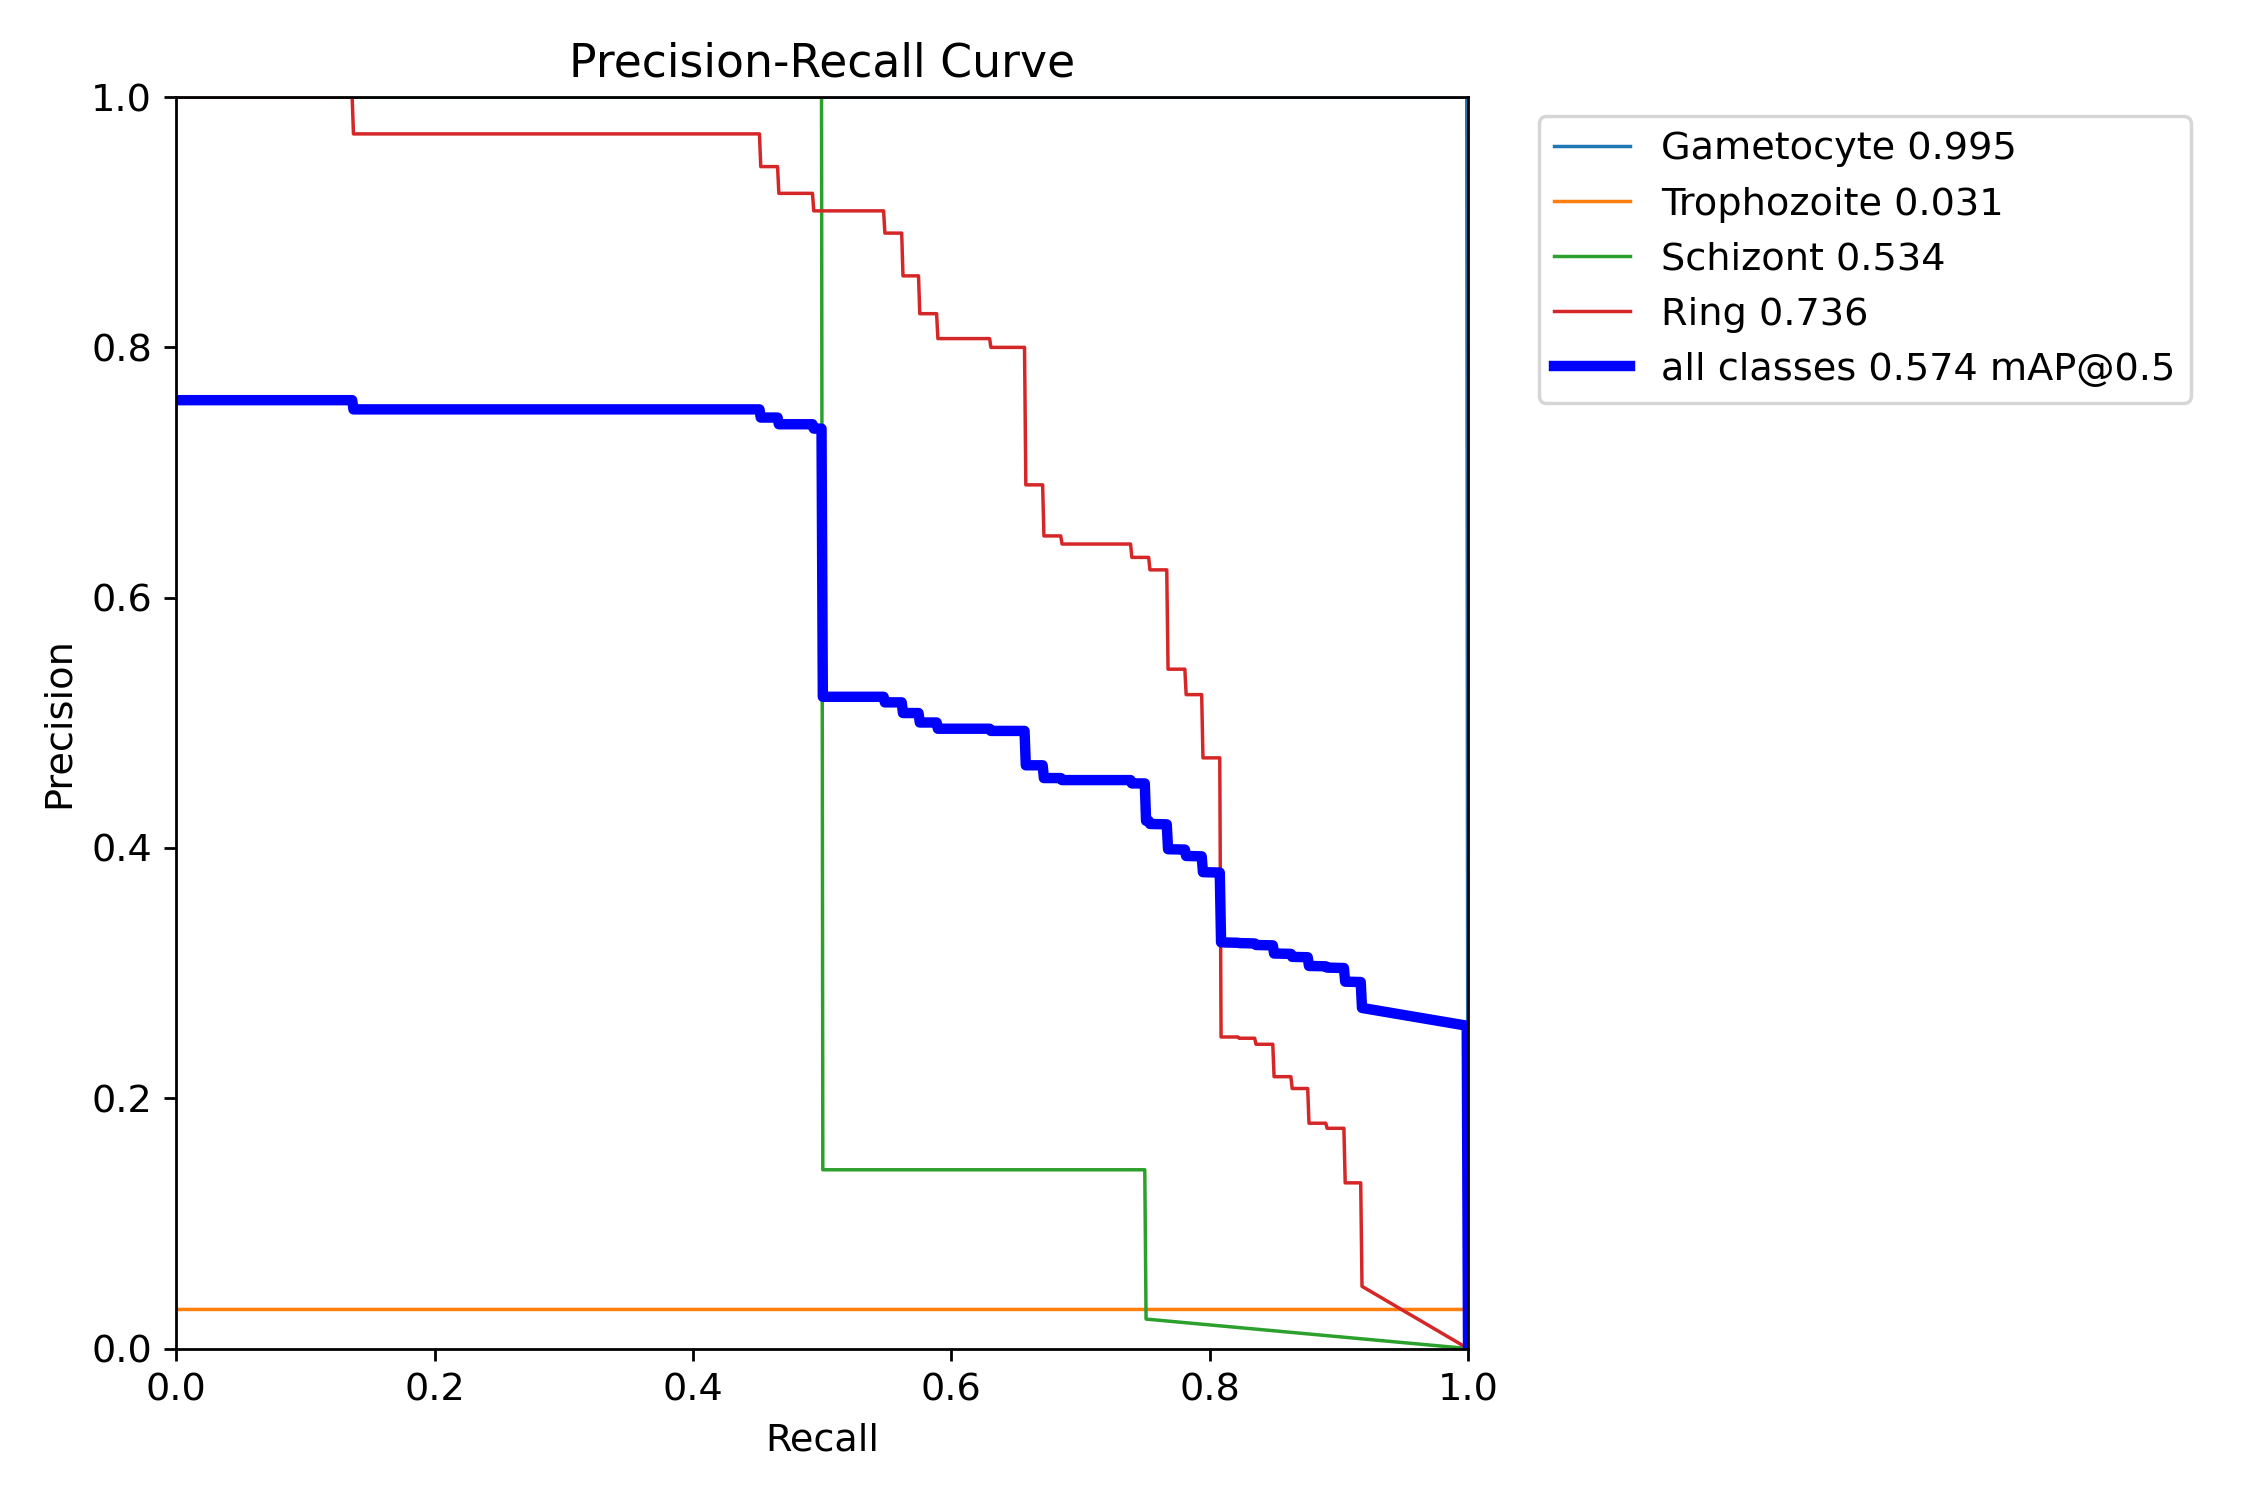 Precision-Recall Curve
1.0
0.8
0.6
0.4
0.2
0.0
Precision
0.0 0.2 0.4 0.6 0.8 1.0
Recall
Gametocyte 0.995
Trophozoite 0.031
Schizont 0.534
Ring 0.736
all classes 0.574 mAP@0.5